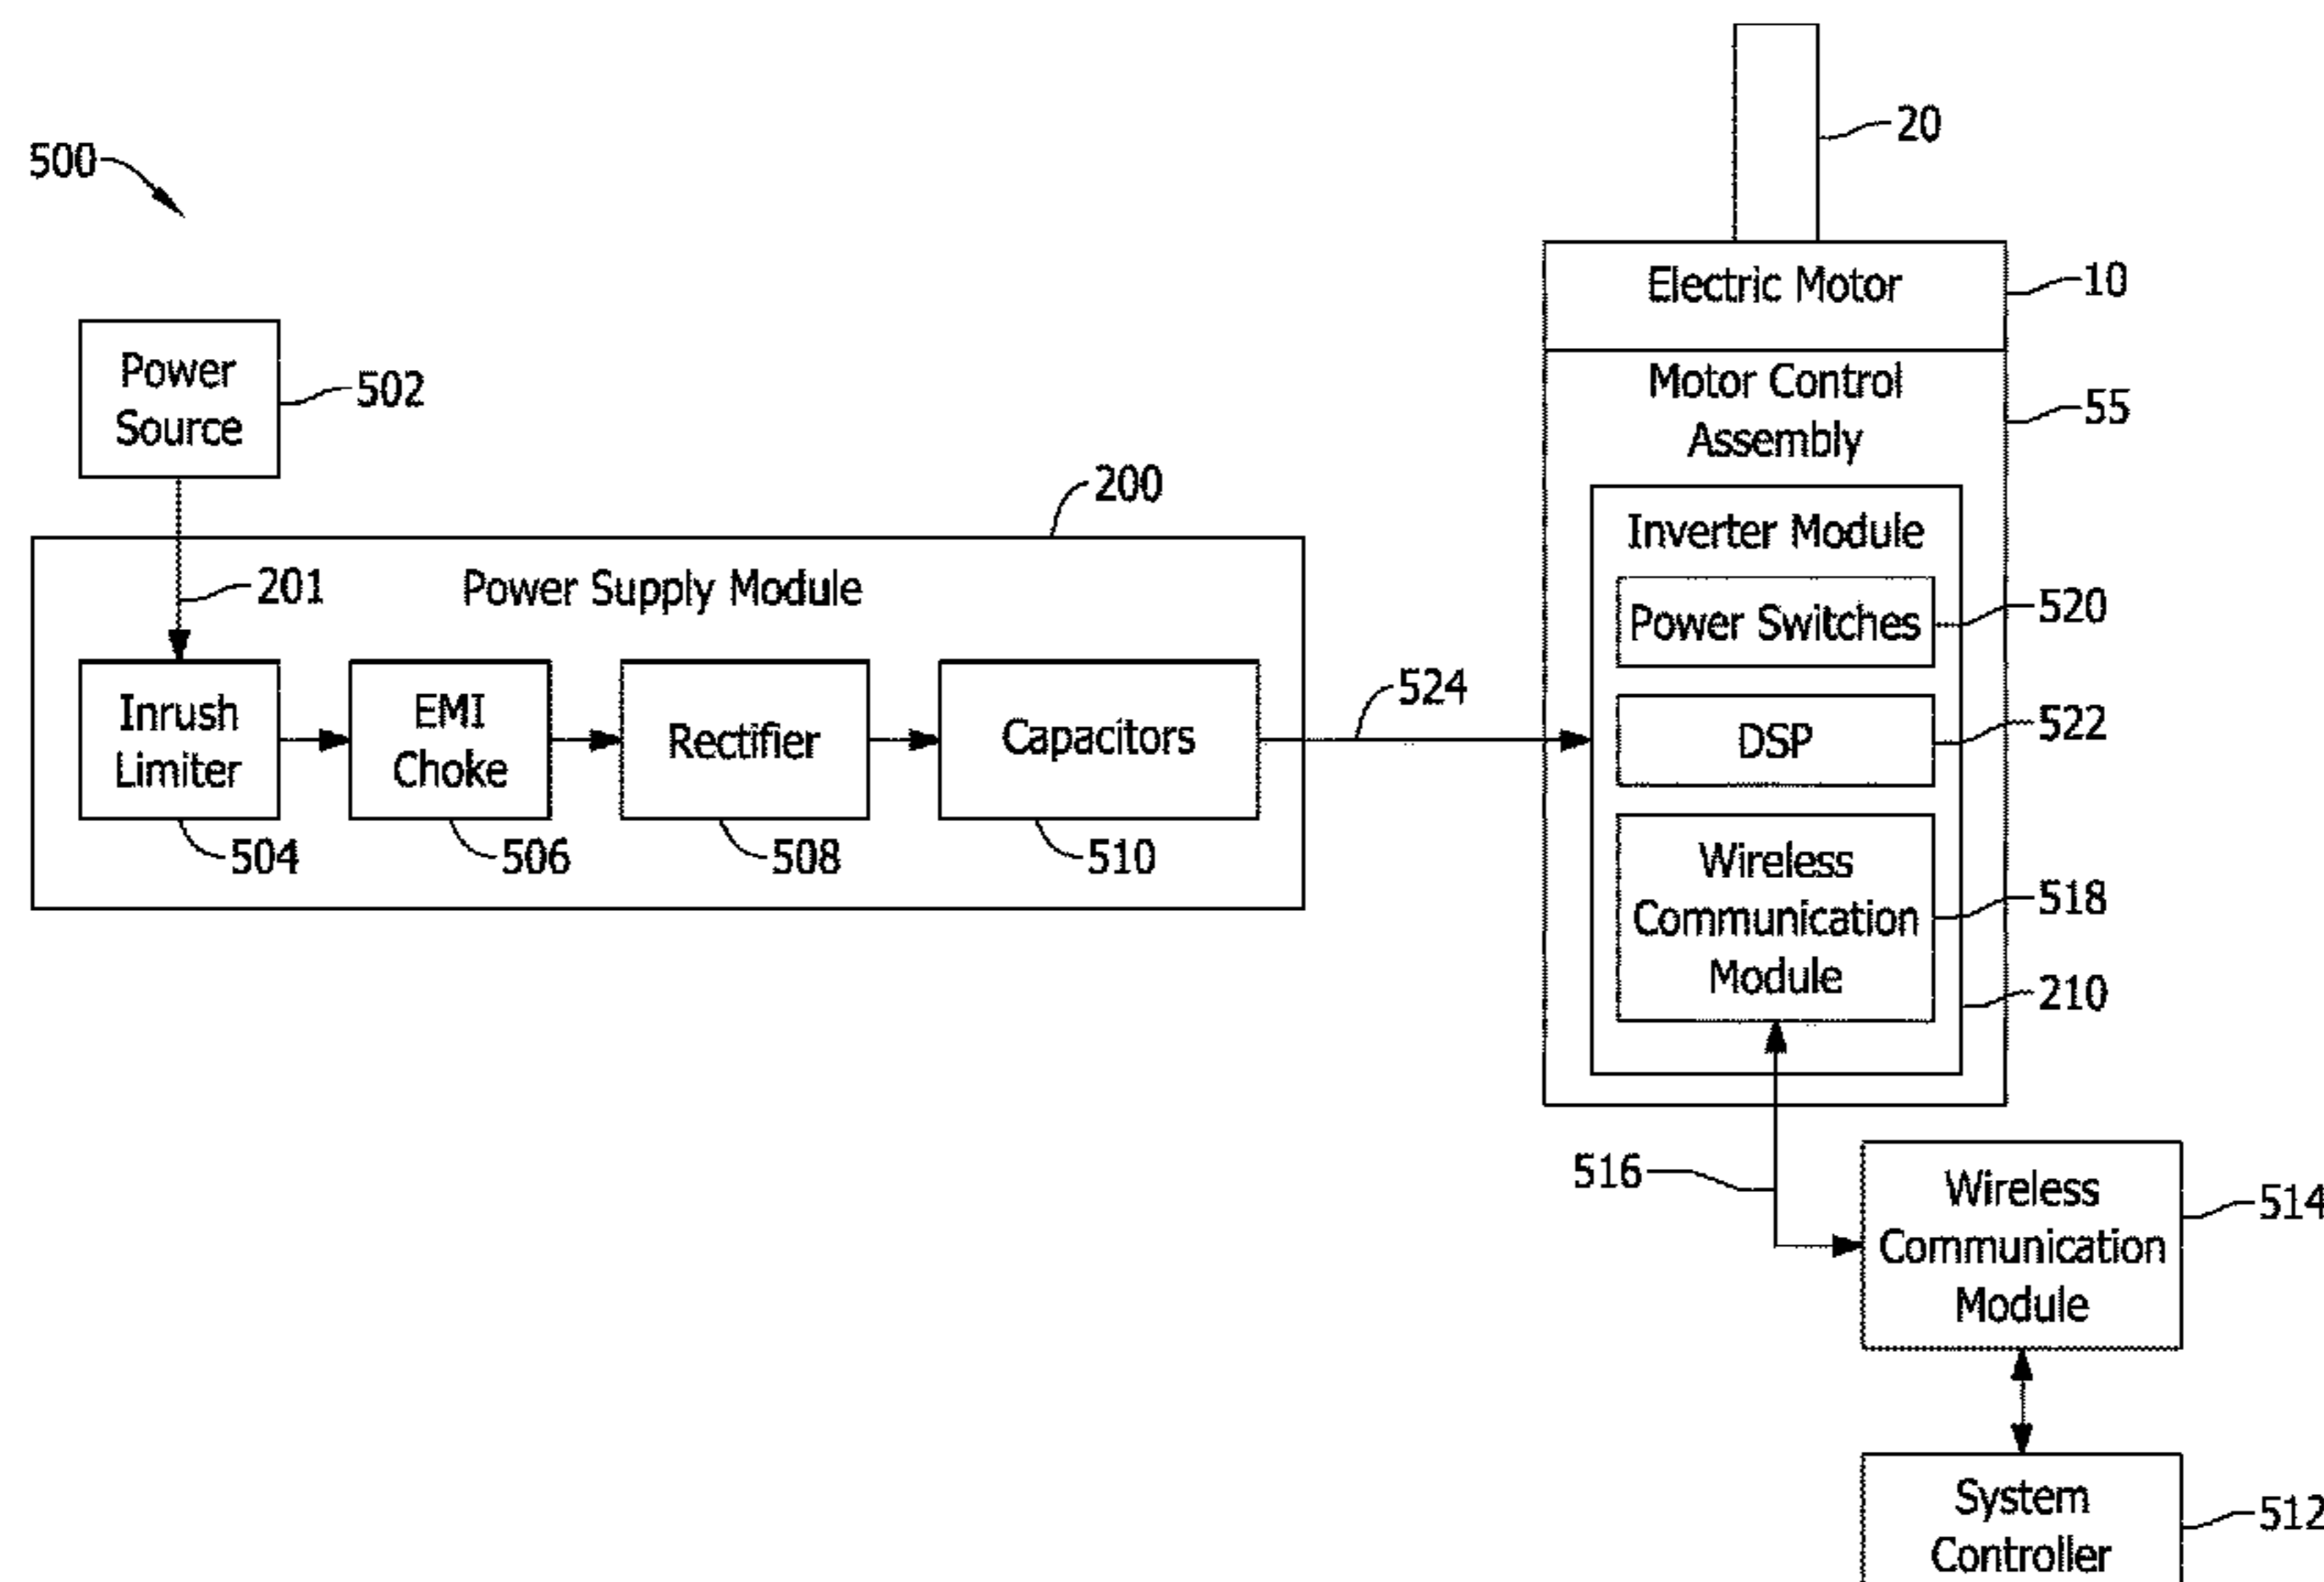 500
20
Electric Motor
10
Power
Source
502
Motor Control
Assembly
55
200
Power Supply Module
201
Inverter Module
Power Switches
520
Inrush
Limiter
504
EMI
Choke
506
Rectifier
508
Capacitors
510
524
DSP
522
Wireless
Communication
Module
518
210
516
Wireless
Communication
Module
514
System
Controller
512